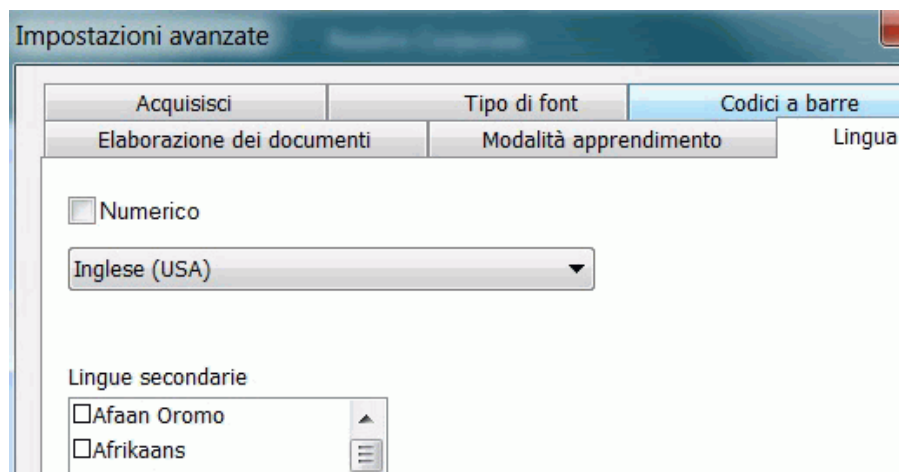 Impostazioni avanzate
Acquisisci Tipo di font Codici a barre
Elaborazione dei documenti Modalità apprendimento Lingua
Numerico
Inglese (USA)
Lingue secondarie
Afaan Oromo
Afrikaans